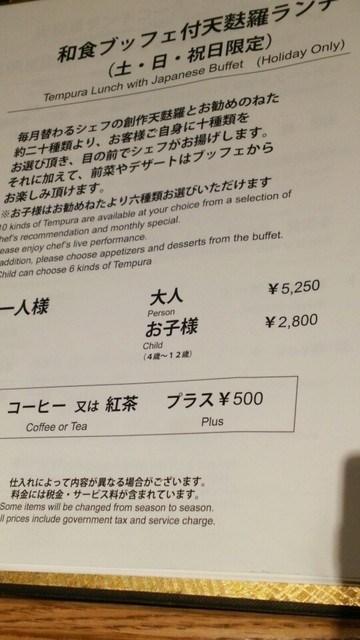 和食ブッフェ付天麩羅ランチ
（土・日・祝日限定）
Tempura Lunch with Japanese Buffet (Holiday Only)
毎月替わるシェフの創作天麩羅とお勧めのねた
約二十種類より、お客様ご自身に十種類を
お選び頂き、目の前でシェフがお揚げします。
それに加えて、前菜やデザートはブッフェから
お楽しみ頂けます。
※お子様はお勧めねたより六種類お選びいただけます
10 kinds of Tempura are available at your choice from a selection of
hef's recommendation and monthly special.
ease enjoy chef's live performance.
addition, please choose appetizers and desserts from the buffet.
Child can choose 6 kinds of Tempura
一人様 大人 ￥5,250
Person
お子様 ￥2,800
Child
（4歳～12歳）
コーヒー 又は 紅茶 プラス￥500
Coffee or Tea Plus
仕入れによって内容が異なる場合がございます。
料金には税金・サービス料が含まれています。
Some items will be changed from season to season.
ll prices include government tax and service charge.